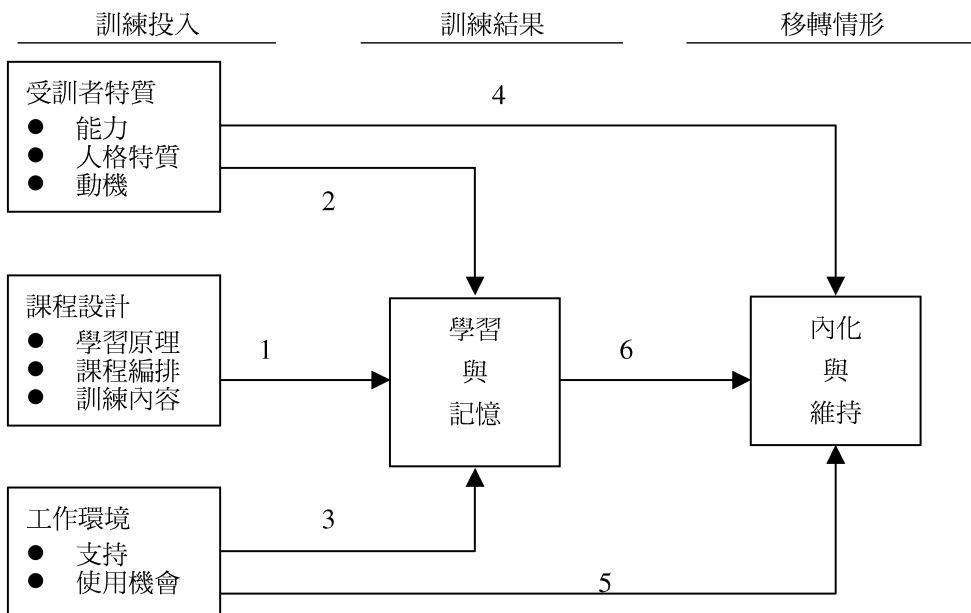 訓練投入
訓練結果
移轉情形
受訓者特質
● 能力
● 人格特質
● 動機
4
2
課程設計
● 學習原理
● 課程編排
● 訓練內容
1
學習
與
記憶
6
內化
與
維持
工作環境
● 支持
● 使用機會
3
5